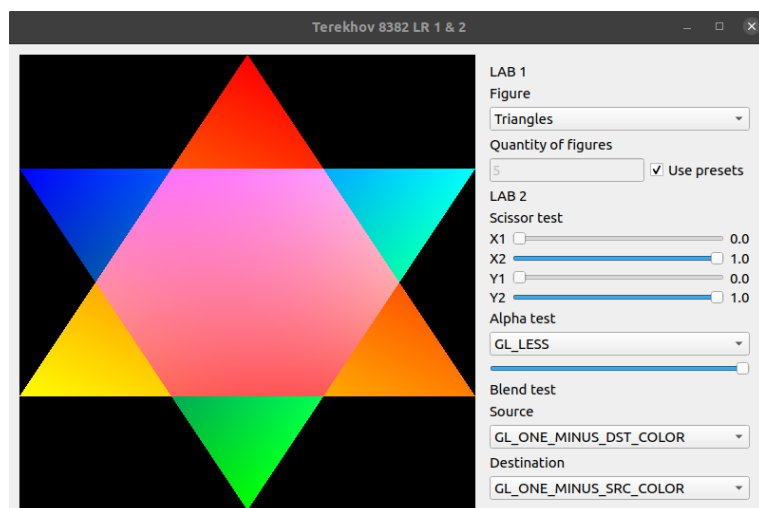 Terekhov 8382 LR 1 & 2
LAB 1
Figure
Triangles
Quantity of figures
5
Use presets
LAB 2
Scissor test
X1 0.0
X2 1.0
Y1 0.0
Y2 1.0
Alpha test
GL_LESS
Blend test
Source
GL_ONE_MINUS_DST_COLOR
Destination
GL_ONE_MINUS_SRC_COLOR